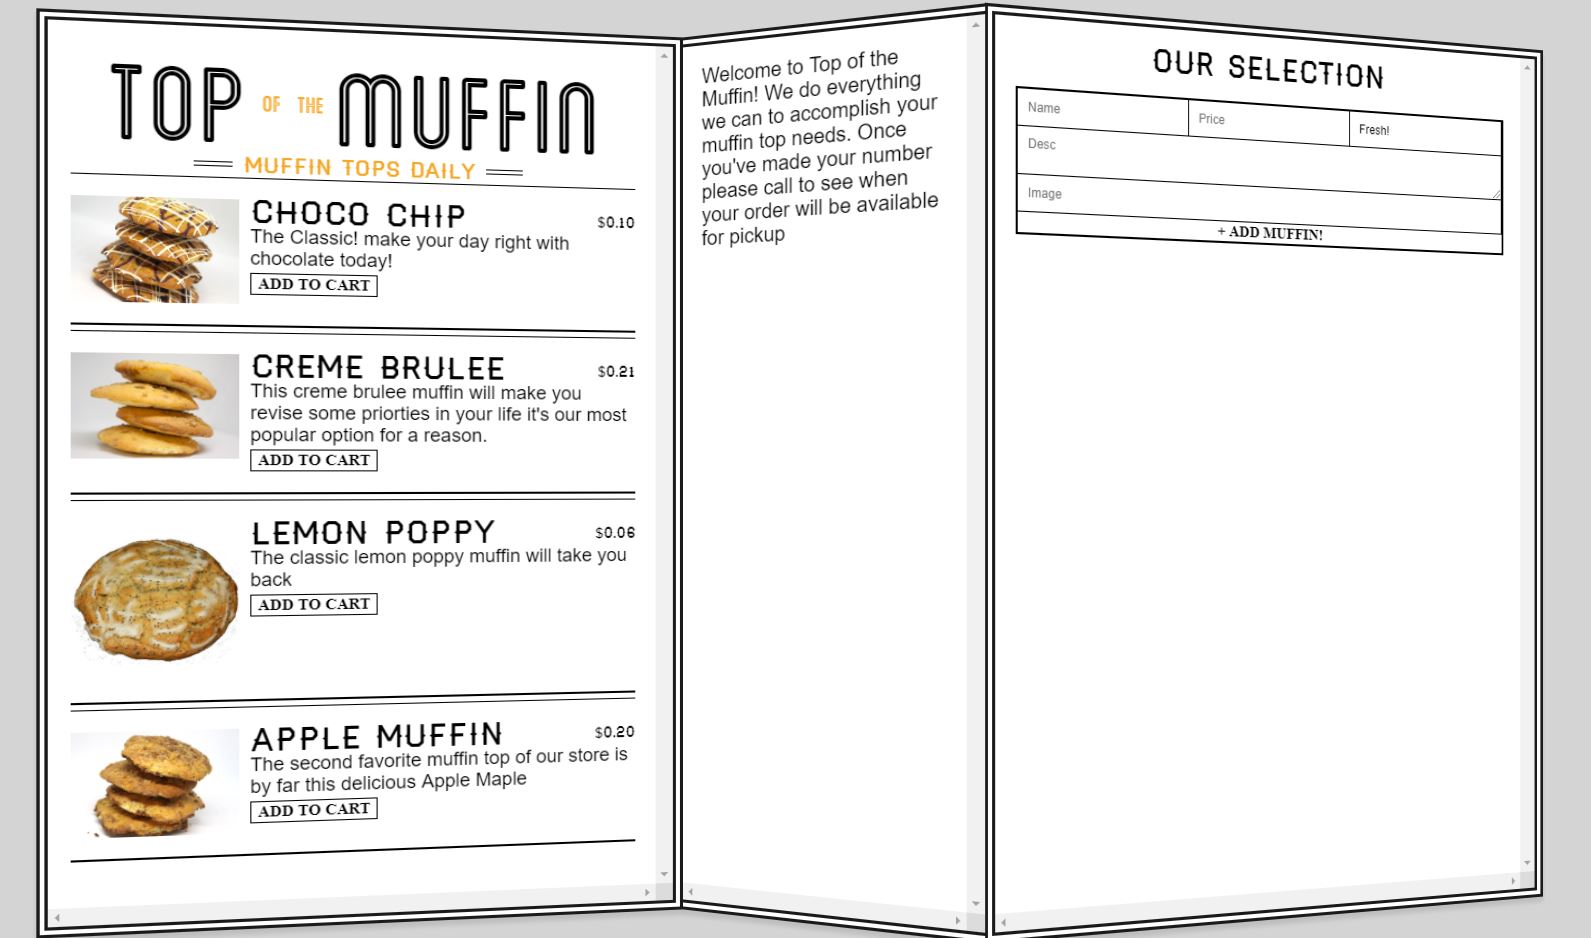 TOP OF THE MUFFIN
MUFFIN TOPS DAILY
CHOCO CHIP
$0.10
The Classic! make your day right with
chocolate today!
ADD TO CART
CREME BRULEE
$0.21
This creme brulee muffin will make you
revise some priorties in your life it's our most
popular option for a reason.
ADD TO CART
LEMON POPPY
$0.06
The classic lemon poppy muffin will take you
back
ADD TO CART
APPLE MUFFIN
$0.20
The second favorite muffin top of our store is
by far this delicious Apple Maple
ADD TO CART
Welcome to Top of the
Muffin! We do everything
we can to accomplish your
muffin top needs. Once
you've made your number
please call to see when
your order will be available
for pickup
OUR SELECTION
Name
Price
Fresh!
Desc
Image
+ ADD MUFFIN!